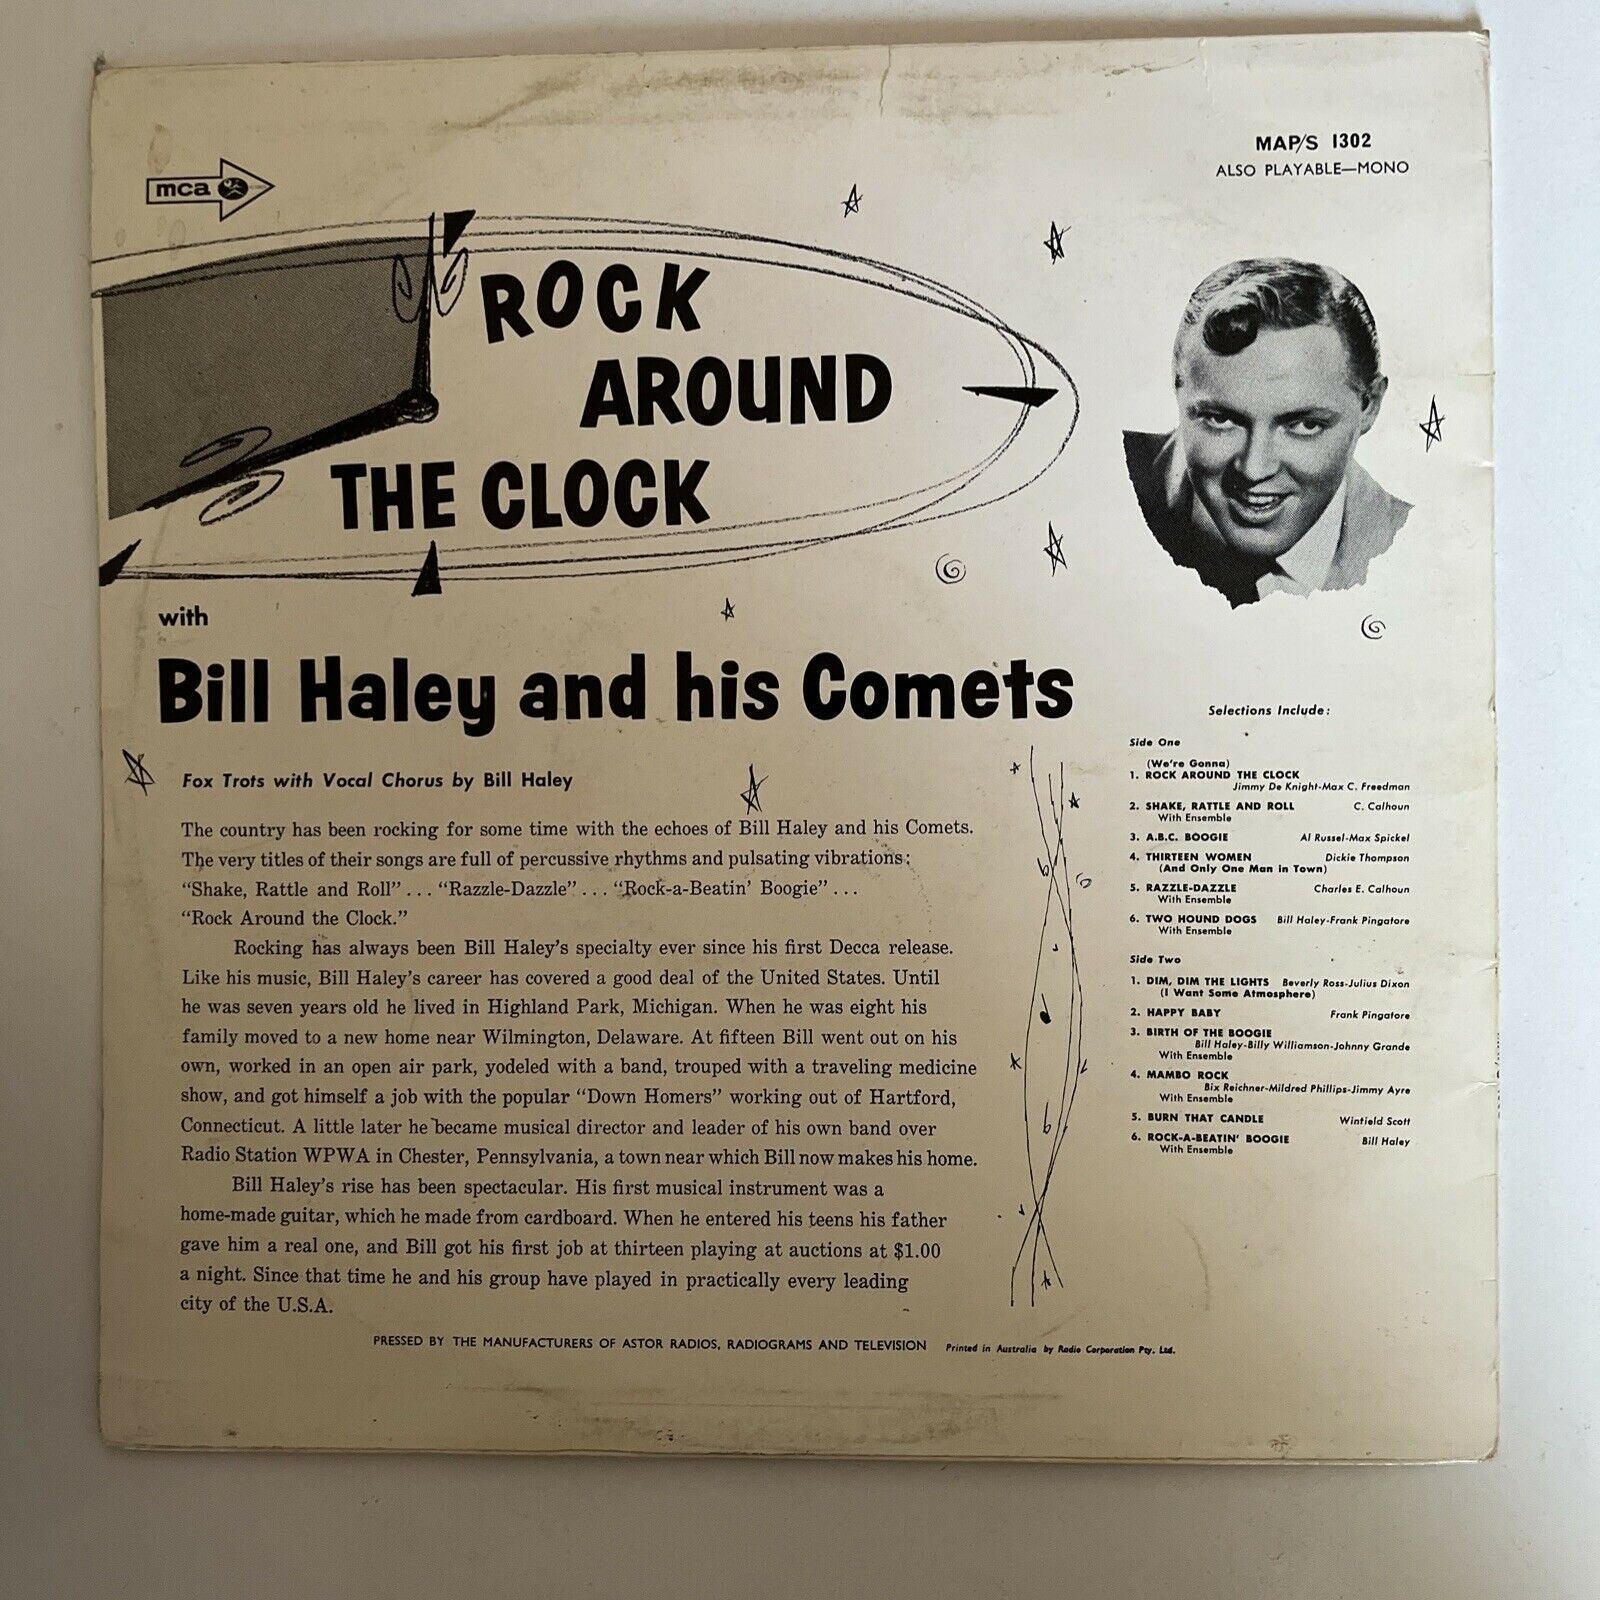 mca
MAP/S 1302
ALSO PLAYABLE—MONO
ROCK
AROUND
THE CLOCK
with
Bill Haley and his Comets
Fox Trots with Vocal Chorus by Bill Haley
The country has been rocking for some time with the echoes of Bill Haley and his Comets.
The very titles of their songs are full of percussive rhythms and pulsating vibrations:
“Shake, Rattle and Roll” . . . “Razzle-Dazzle” . . . “Rock-a-Beatin’ Boogie” . . .
“Rock Around the Clock.”
Rocking has always been Bill Haley’s specialty ever since his first Decca release.
Like his music, Bill Haley’s career has covered a good deal of the United States. Until
he was seven years old he lived in Highland Park, Michigan. When he was eight his
family moved to a new home near Wilmington, Delaware. At fifteen Bill went out on his
own, worked in an open air park, yodeled with a band, trouped with a traveling medicine
show, and got himself a job with the popular “Down Homers” working out of Hartford,
Connecticut. A little later he became musical director and leader of his own band over
Radio Station WPWA in Chester, Pennsylvania, a town near which Bill now makes his home.
Bill Haley’s rise has been spectacular. His first musical instrument was a
home-made guitar, which he made from cardboard. When he entered his teens his father
gave him a real one, and Bill got his first job at thirteen playing at auctions at $1.00
a night. Since that time he and his group have played in practically every leading
city of the U.S.A.
Selections Include:
Side One
(We're Gonna)
1. ROCK AROUND THE CLOCK
Jimmy De Knight-Max C. Freedman
2. SHAKE, RATTLE AND ROLL C. Calhoun
With Ensemble
3. A.B.C. BOOGIE Al Russel-Max Spickel
4. THIRTEEN WOMEN Dickie Thompson
(And Only One Man in Town)
5. RAZZLE-DAZZLE Charles E. Calhoun
With Ensemble
6. TWO HOUND DOGS Bill Haley-Frank Pingatore
With Ensemble
Side Two
1. DIM, DIM THE LIGHTS Beverly Ross-Julius Dixon
(I Want Some Atmosphere)
2. HAPPY BABY Frank Pingatore
3. BIRTH OF THE BOOGIE
Bill Haley-Billy Williamson-Johnny Grande
With Ensemble
4. MAMBO ROCK
Bix Reichner-Mildred Phillips-Jimmy Ayre
With Ensemble
5. BURN THAT CANDLE Winfield Scott
6. ROCK-A-BEATIN' BOOGIE Bill Haley
With Ensemble
PRESSED BY THE MANUFACTURERS OF ASTOR RADIOS, RADIOGRAMS AND TELEVISION Printed in Australia by Radio Corporation Pty. Ltd.